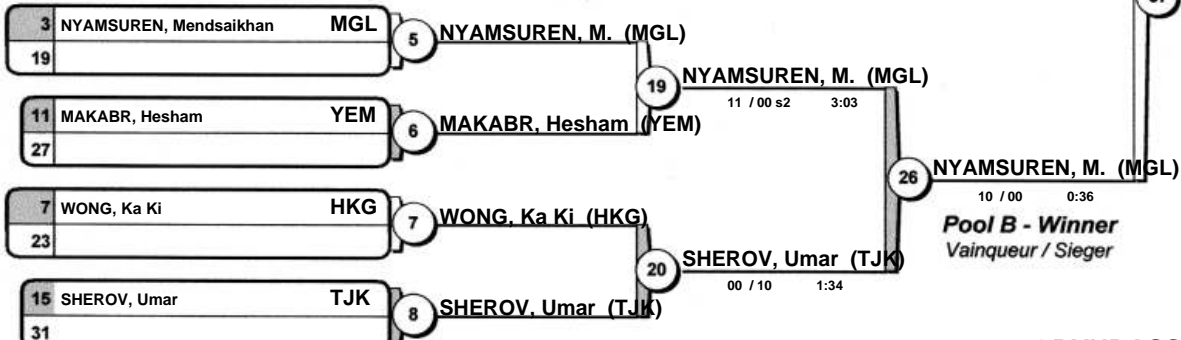 3 NYAMSUREN, Mendsaikhan MGL
19
5 NYAMSUREN, M. (MGL)
11 MAKABR, Hesham YEM
27
6 MAKABR, Hesham (YEM)
19 NYAMSUREN, M. (MGL)
11 / 00 s2 3:03
7 WONG, Ka Ki HKG
23
7 WONG, Ka Ki (HKG)
15 SHEROV, Umar TJK
31
8 SHEROV, Umar (TJK)
20 SHEROV, Umar (TJK)
00 / 10 1:34
26 NYAMSUREN, M. (MGL)
10 / 00 0:36
Pool B - Winner
Vainqueur / Sieger